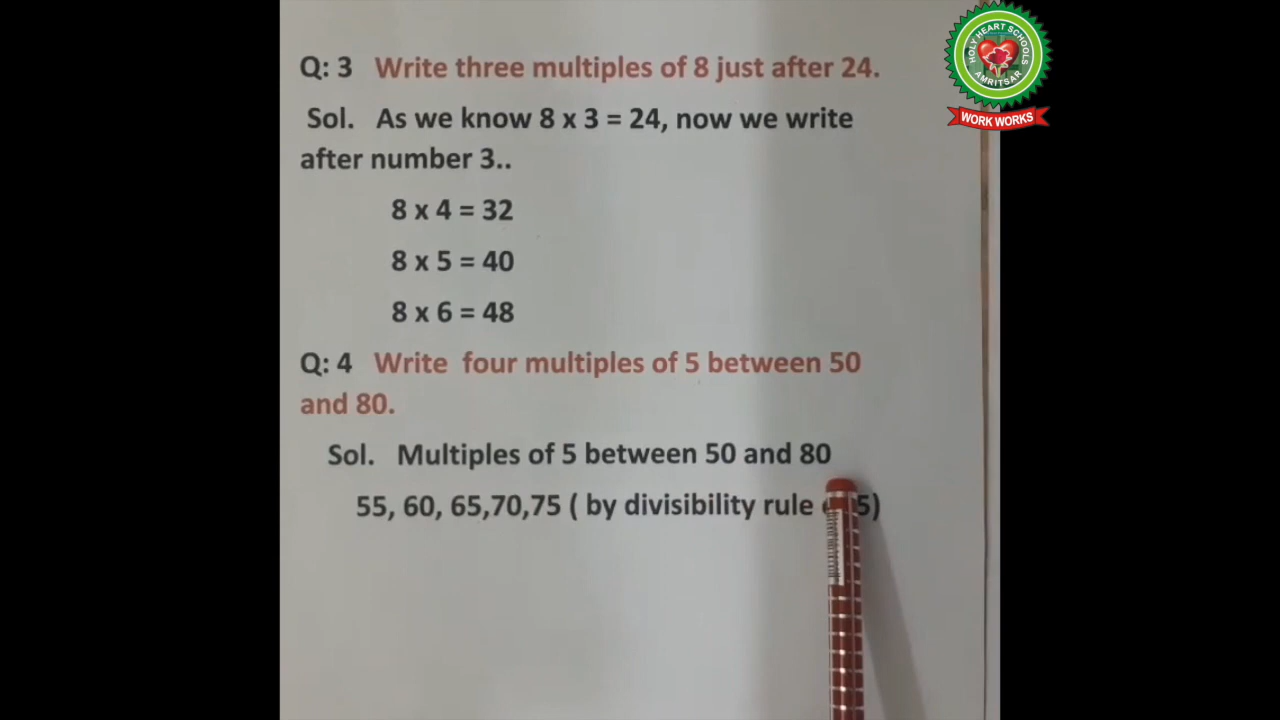 HOLY HEART SCHOOLS
AMRITSAR
WORK WORKS
Q: 3 Write three multiples of 8 just after 24.
Sol. As we know 8 x 3 = 24, now we write
after number 3..
8 x 4 = 32
8 x 5 = 40
8 x 6 = 48
Q: 4 Write four multiples of 5 between 50
and 80.
Sol. Multiples of 5 between 50 and 80
55, 60, 65,70,75 ( by divisibility rule 5)